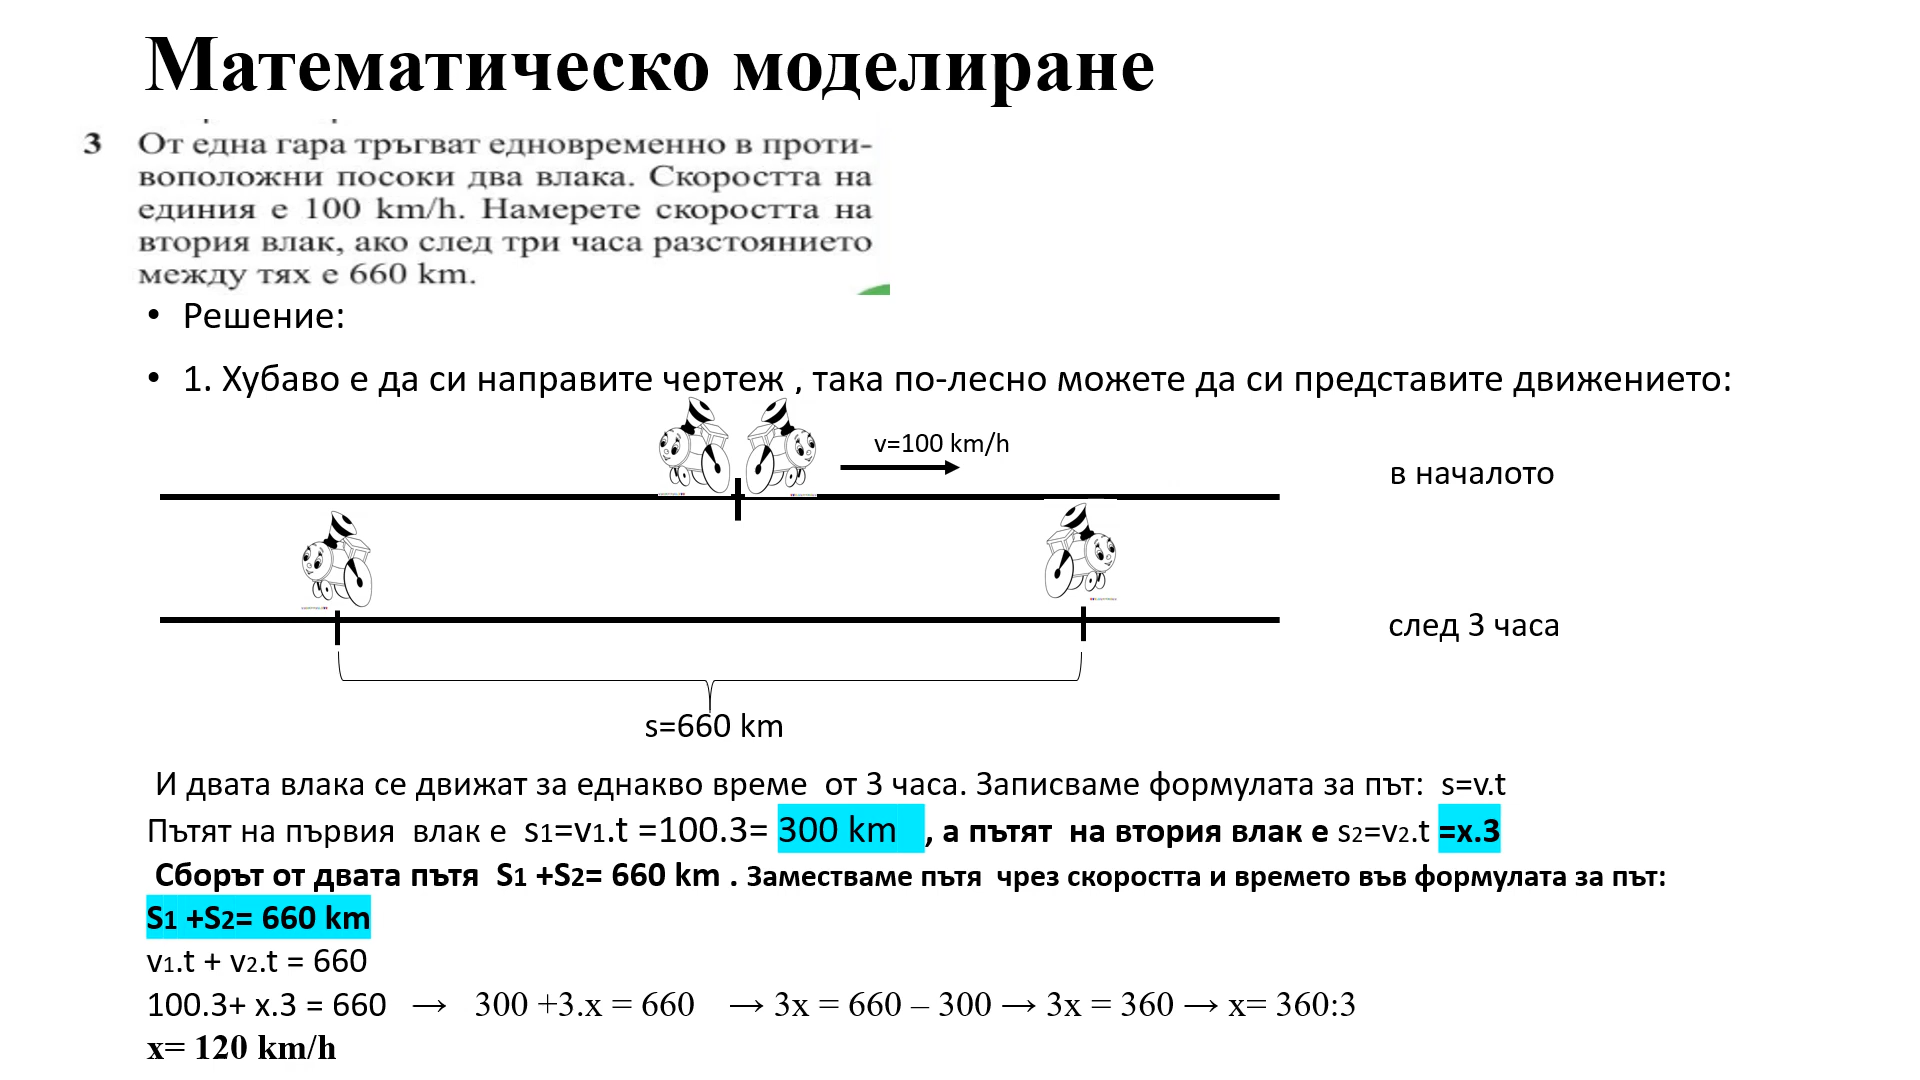 Математическо моделиране
3 От една гара тръгват едновременно в проти-
воположни посоки два влака. Скоростта на
единия е 100 km/h. Намерете скоростта на
втория влак, ако след три часа разстоянието
между тях е 660 km.
• Решение:
• 1. Хубаво е да си направите чертеж , така по-лесно можете да си представите движението:
v=100 km/h
в началото
след 3 часа
s=660 km
И двата влака се движат за еднакво време от 3 часа. Записваме формулата за път: s=v.t
Пътят на първия влак е s1=v1.t =100.3= 300 km , а пътят на втория влак е s2=v2.t =x.3
Сборът от двата пътя S1 +S2= 660 km . Заместваме пътя чрез скоростта и времето във формулата за път:
S1 +S2= 660 km
v1.t + v2.t = 660
100.3+ x.3 = 660 → 300 +3.x = 660 → 3x = 660 – 300 → 3x = 360 → x= 360:3
x= 120 km/h